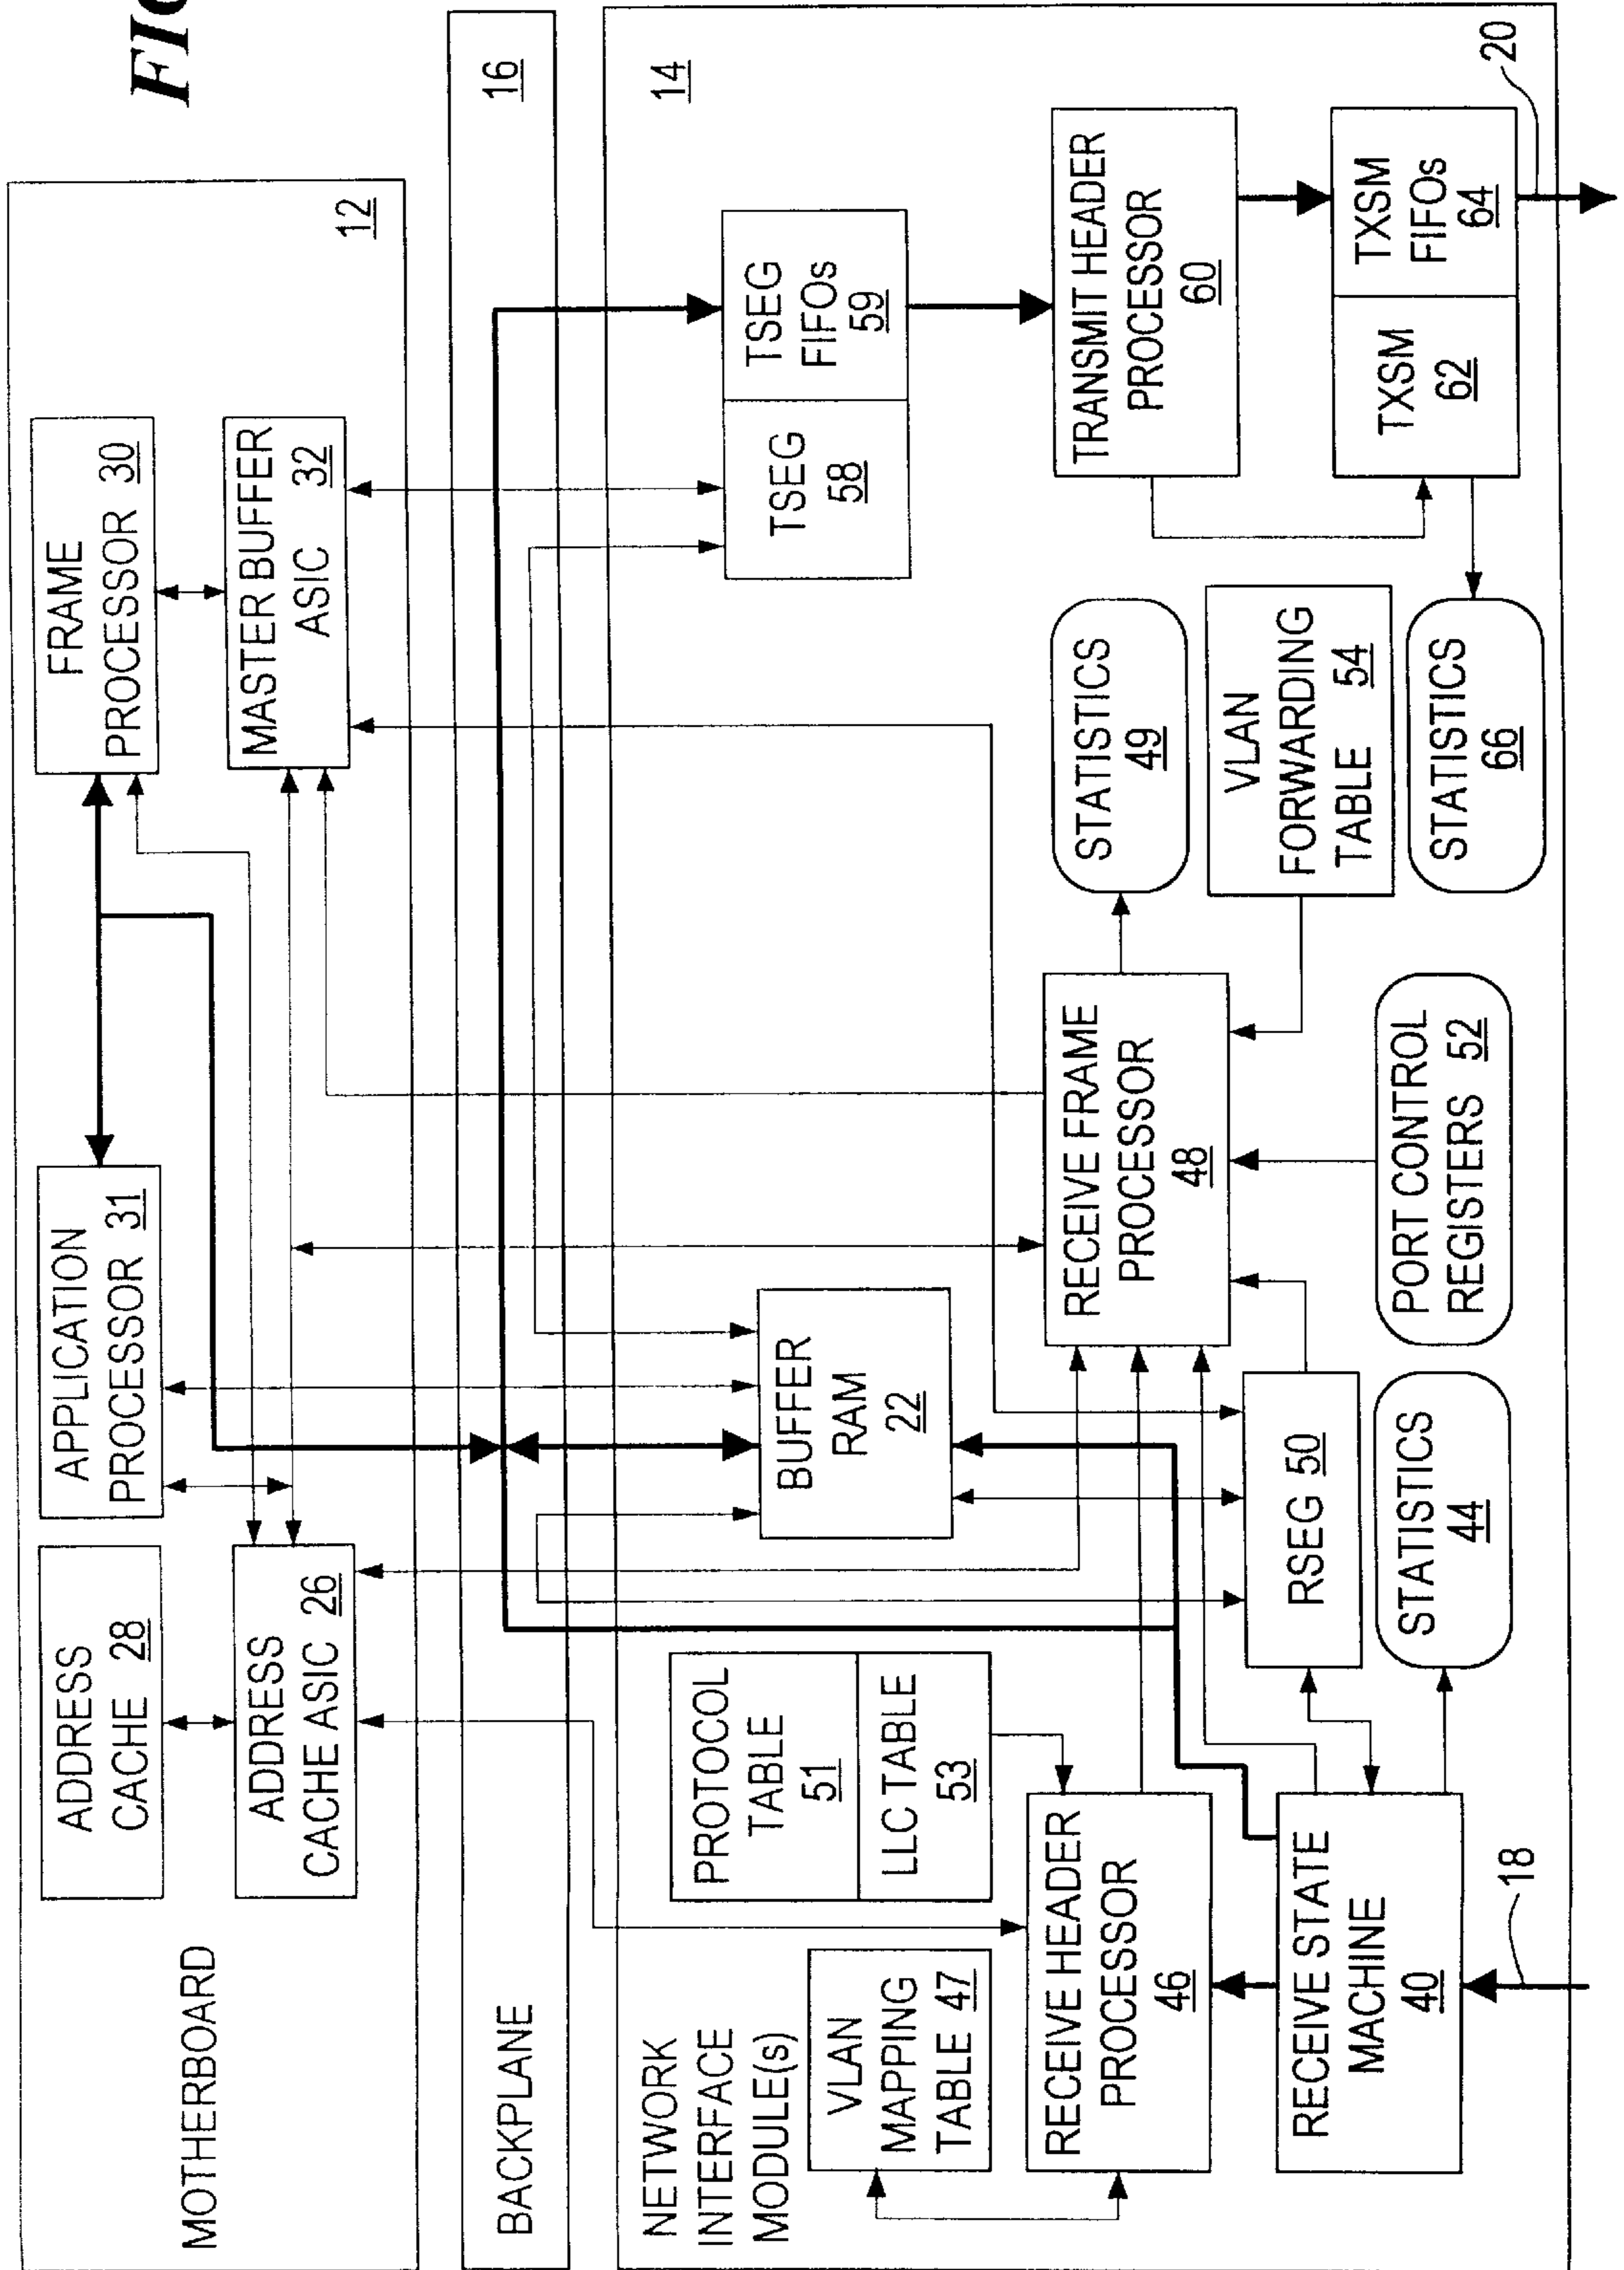 FIG
MOTHERBOARD
12
ADDRESS
CACHE 28
ADDRESS
CACHE ASIC 26
APPLICATION
PROCESSOR 31
FRAME
PROCESSOR 30
MASTER BUFFER
ASIC 32
BACKPLANE
16
NETWORK
INTERFACE
MODULE(s)
14
VLAN
MAPPING
TABLE 47
PROTOCOL
TABLE
51
LLC TABLE
53
BUFFER
RAM
22
TSEG
58
TSEG
FIFOs
59
RECEIVE HEADER
PROCESSOR
46
RECEIVE FRAME
PROCESSOR
48
STATISTICS
49
TRANSMIT HEADER
PROCESSOR
60
RECEIVE STATE
MACHINE
40
RSEG 50
STATISTICS
44
PORT CONTROL
REGISTERS 52
VLAN
FORWARDING
TABLE 54
STATISTICS
66
TXSM
62
TXSM
FIFOs
64
18
20